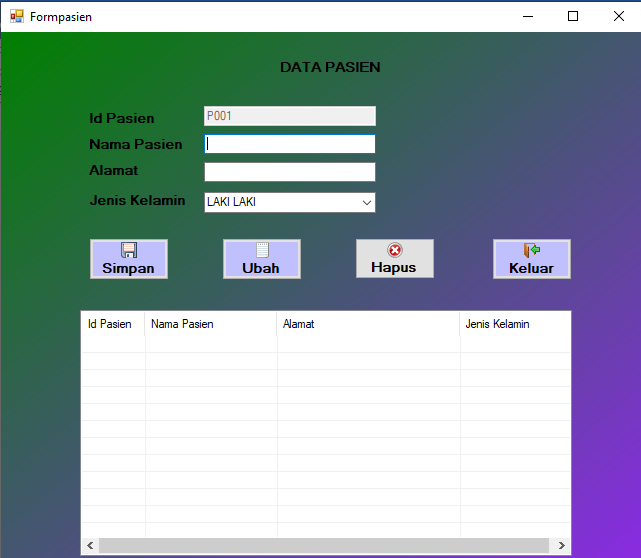 Formpasien
DATA PASIEN
Id Pasien P001
Nama Pasien
Alamat
Jenis Kelamin LAKI LAKI
Simpan Ubah Hapus Keluar
Id Pasien Nama Pasien Alamat Jenis Kelamin